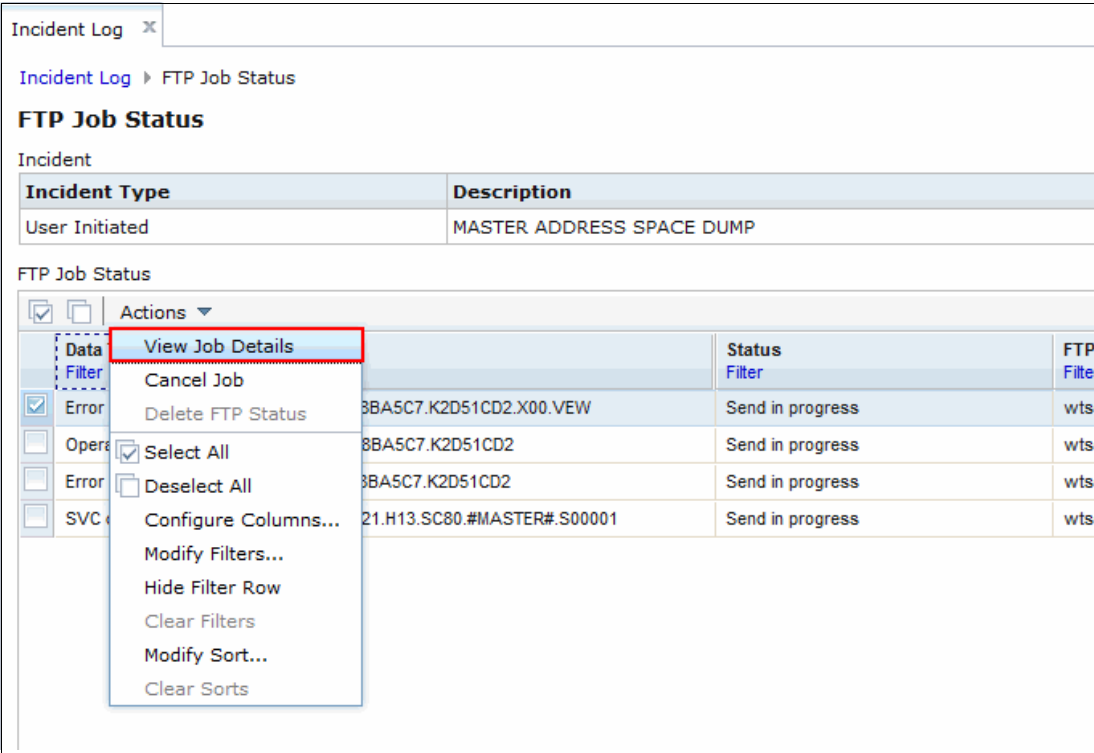 Incident Log
Incident Log FTP Job Status
FTP Job Status
Incident
Incident Type Description
User Initiated MASTER ADDRESS SPACE DUMP
FTP Job Status
Actions
Data Status FTP
Filter Filter
View Job Details
Cancel Job
Delete FTP Status
Select All
Deselect All
Configure Columns...
Modify Filters...
Hide Filter Row
Clear Filters
Modify Sort...
Clear Sorts
Error 8BA5C7.K2D51CD2.X00.VEW Send in progress wts
Opera 8BA5C7.K2D51CD2 Send in progress wts
Error 8BA5C7.K2D51CD2 Send in progress wts
SVC 21.H13.SC80.#MASTER#.S00001 Send in progress wts